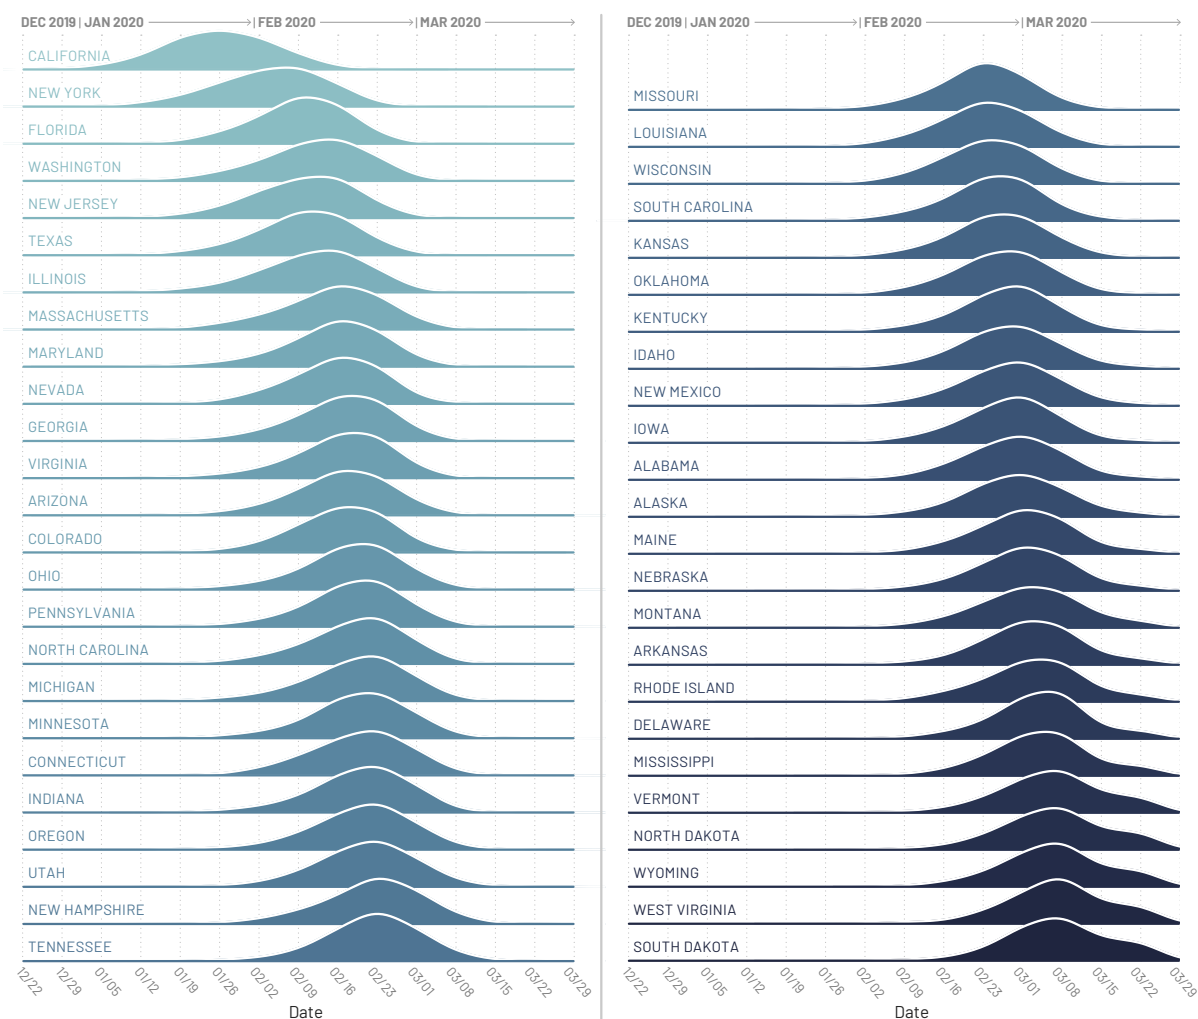 DEC 2019 | JAN 2020 | FEB 2020 | MAR 2020
CALIFORNIA
NEW YORK
FLORIDA
WASHINGTON
NEW JERSEY
TEXAS
ILLINOIS
MASSACHUSETTS
MARYLAND
NEVADA
GEORGIA
VIRGINIA
ARIZONA
COLORADO
OHIO
PENNSYLVANIA
NORTH CAROLINA
MICHIGAN
MINNESOTA
CONNECTICUT
INDIANA
OREGON
UTAH
NEW HAMPSHIRE
TENNESSEE
12/22 12/29 01/05 01/12 01/19 01/26 02/02 02/09 02/16 02/23 03/01 03/08 03/15 03/22 03/29
Date
DEC 2019 | JAN 2020 | FEB 2020 | MAR 2020
MISSOURI
LOUISIANA
WISCONSIN
SOUTH CAROLINA
KANSAS
OKLAHOMA
KENTUCKY
IDAHO
NEW MEXICO
IOWA
ALABAMA
ALASKA
MAINE
NEBRASKA
MONTANA
ARKANSAS
RHODE ISLAND
DELAWARE
MISSISSIPPI
VERMONT
NORTH DAKOTA
WYOMING
WEST VIRGINIA
SOUTH DAKOTA
12/22 12/29 01/05 01/12 01/19 01/26 02/02 02/09 02/16 02/23 03/01 03/08 03/15 03/22 03/29
Date